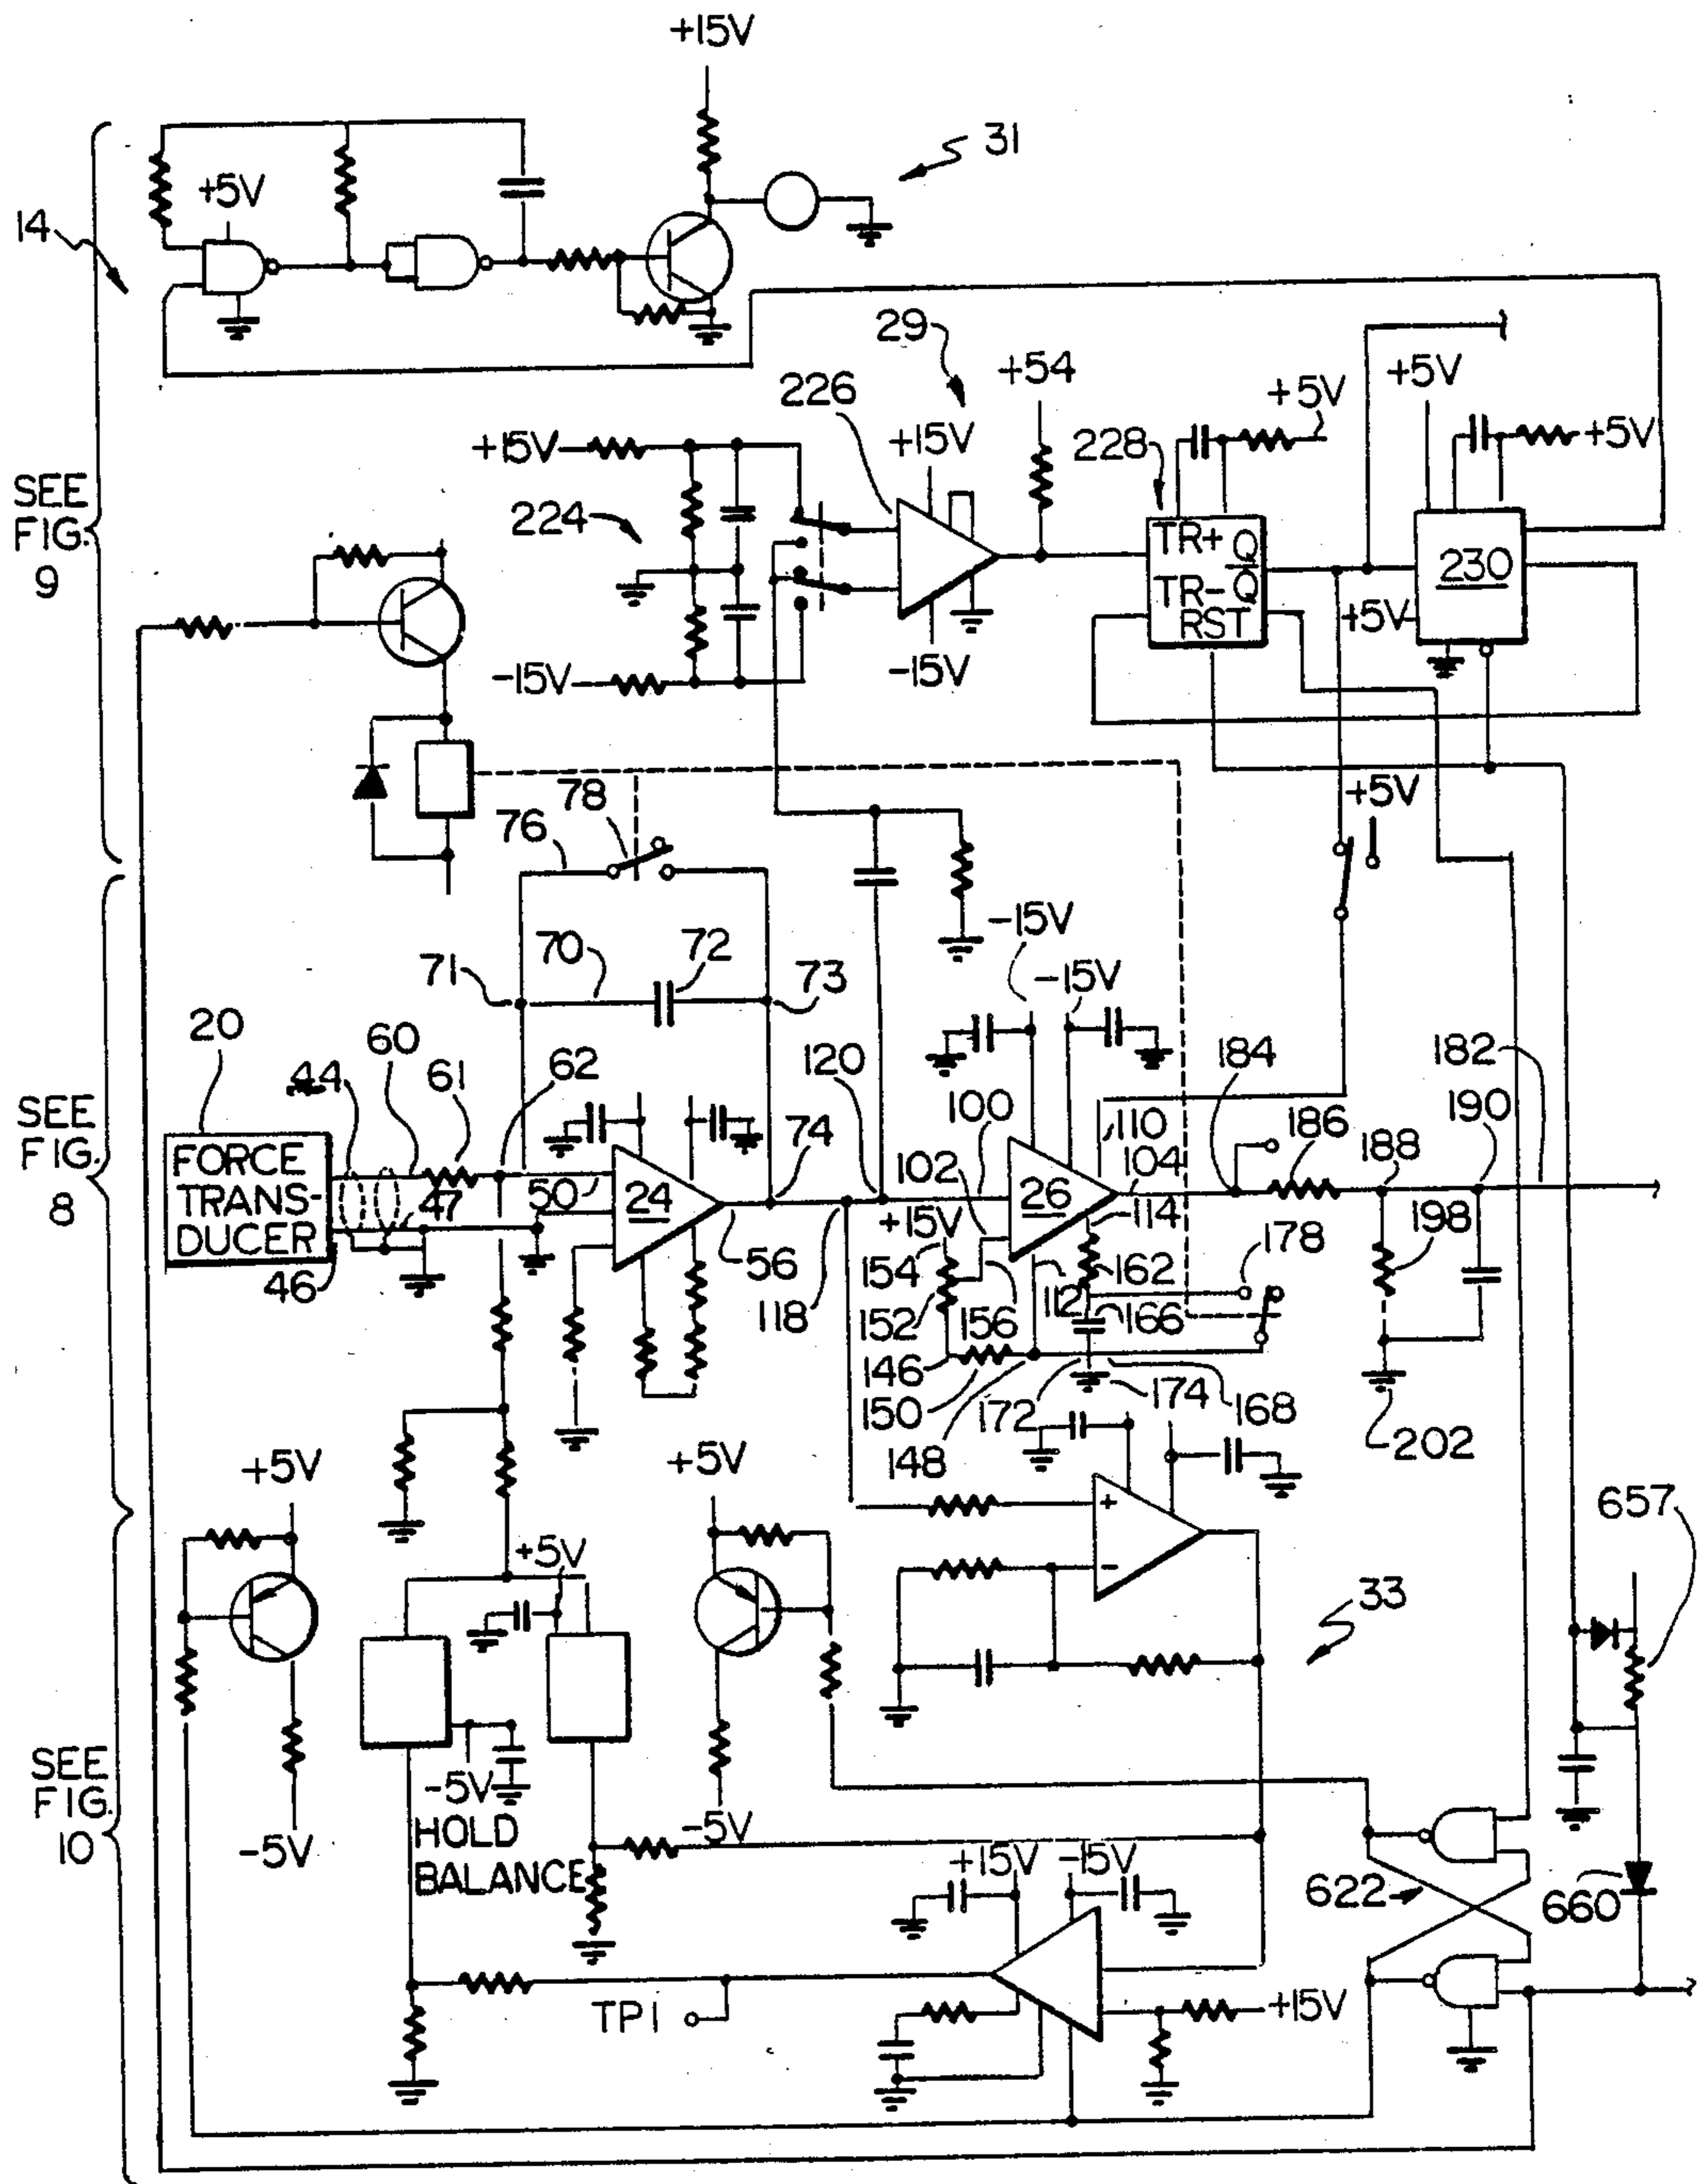 +15V
31
+5V
14
29
+54
+5V
+5V
226
+15V
228
+5V
+15V
SEE
FIG.
9
224
TR+ Q
TR- Q
RST
230
+5V
-15V
-15V
+5V
78
76
-15V
70
72
71
73
-15V
20
60
61
62
120
184
182
44
100
190
SEE
FIG.
8
74
110
186
188
FORCE
TRANS-
DUCER
50
24
102
26
104
47
+15V
114
198
178
46
56
154
162
118
152
156
112
166
146
150
172
174
168
148
202
+5V
+5V
657
+
+5V
-
33
SEE
FIG.
10
-5V
-5V
-5V
HOLD
BALANCE
+15V
-15V
622
660
TP1
+15V